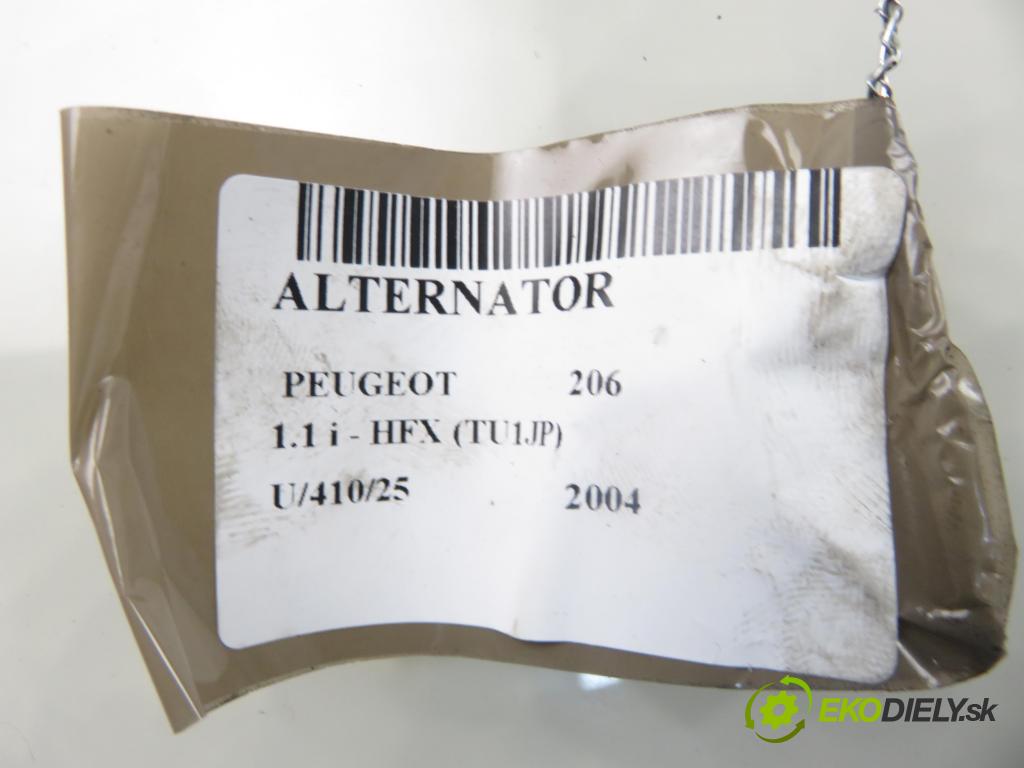 ALTERNATOR
PEUGEOT 206
1.1 i - HFX (TU1JP)
U/410/25 2004
EKODIELY.sk